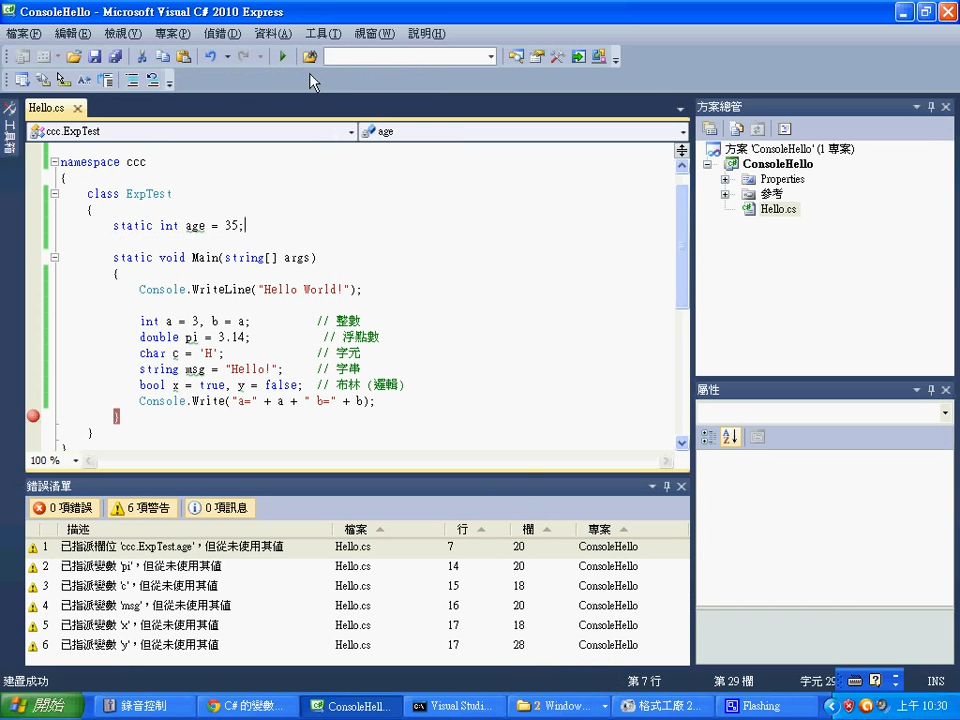 ConsoleHello - Microsoft Visual C# 2010 Express
檔案(F) 編輯(E) 檢視(V) 專案(P) 偵錯(D) 資料(A) 工具(T) 視窗(W) 說明(H)
工具箱
Hello.cs
ccc.ExpTest age
namespace ccc
{
class ExpTest
{
static int age = 35;
static void Main(string[] args)
{
Console.WriteLine("Hello World!");
int a = 3, b = a; // 整數
double pi = 3.14; // 浮點數
char c = 'H'; // 字元
string msg = "Hello!"; // 字串
bool x = true, y = false; // 布林 (邏輯)
Console.Write("a=" + a + " b=" + b);
}
}
}
100 %
方案總管
方案 'ConsoleHello' (1 專案)
ConsoleHello
Properties
參考
Hello.cs
屬性
錯誤清單
0 項錯誤 6 項警告 0 項訊息
描述 檔案 行 欄 專案
1 已指派欄位 'ccc.ExpTest.age'，但從未使用其值 Hello.cs 7 20 ConsoleHello
2 已指派變數 'pi'，但從未使用其值 Hello.cs 14 20 ConsoleHello
3 已指派變數 'c'，但從未使用其值 Hello.cs 15 18 ConsoleHello
4 已指派變數 'msg'，但從未使用其值 Hello.cs 16 20 ConsoleHello
5 已指派變數 'x'，但從未使用其值 Hello.cs 17 18 ConsoleHello
6 已指派變數 'y'，但從未使用其值 Hello.cs 17 28 ConsoleHello
建置成功 第 7 行 第 29 欄 字元 29 INS
開始 錄音控制 C# 的變數... ConsoleHell... Visual Studi... 2 Window... 格式工廠 2... Flashing 上午 10:30